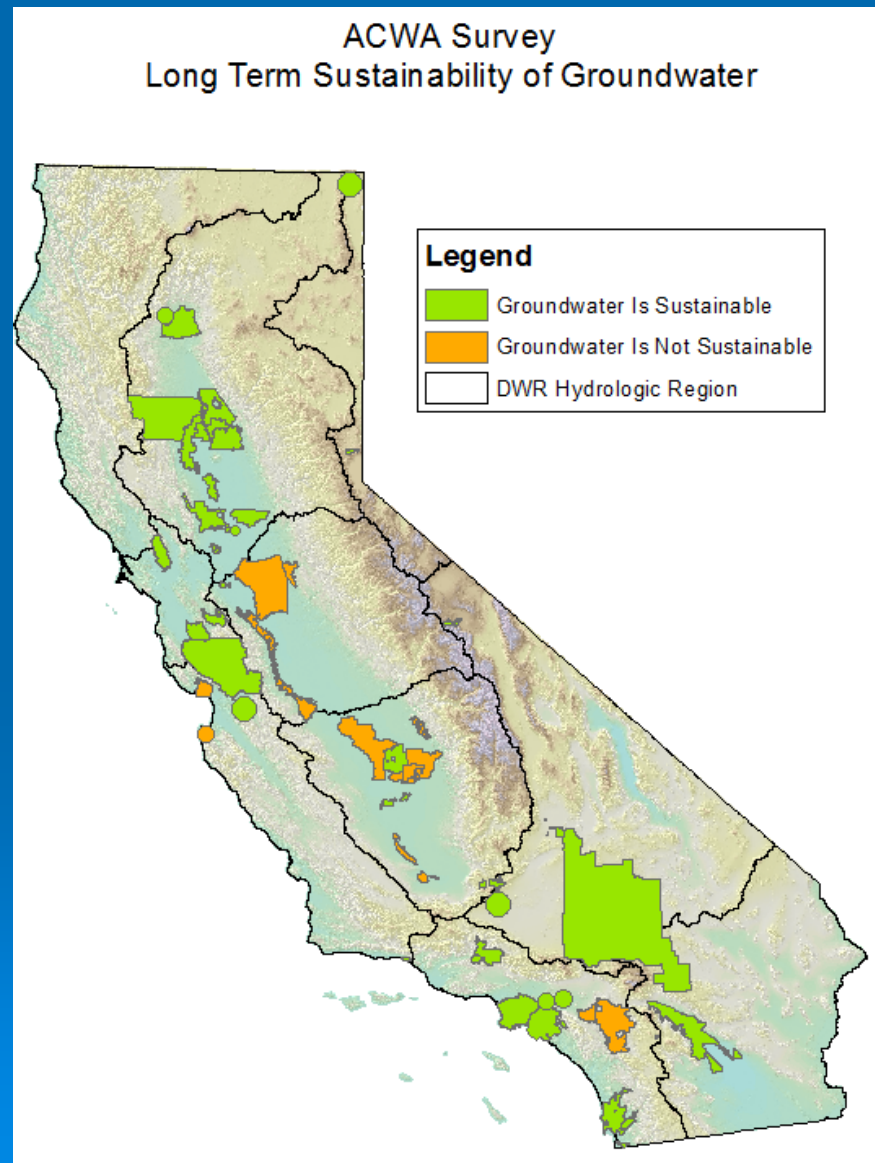 ACWA Survey
Long Term Sustainability of Groundwater
Legend
Groundwater Is Sustainable
Groundwater Is Not Sustainable
DWR Hydrologic Region